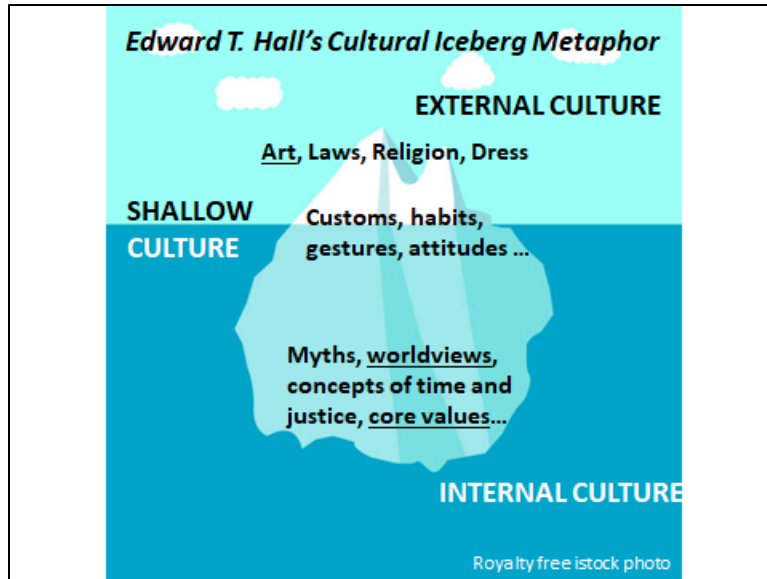 Edward T. Hall's Cultural Iceberg Metaphor
EXTERNAL CULTURE
Art, Laws, Religion, Dress
SHALLOW
CULTURE
Customs, habits,
gestures, attitudes ...
Myths, worldviews,
concepts of time and
justice, core values...
INTERNAL CULTURE
Royalty free istock photo